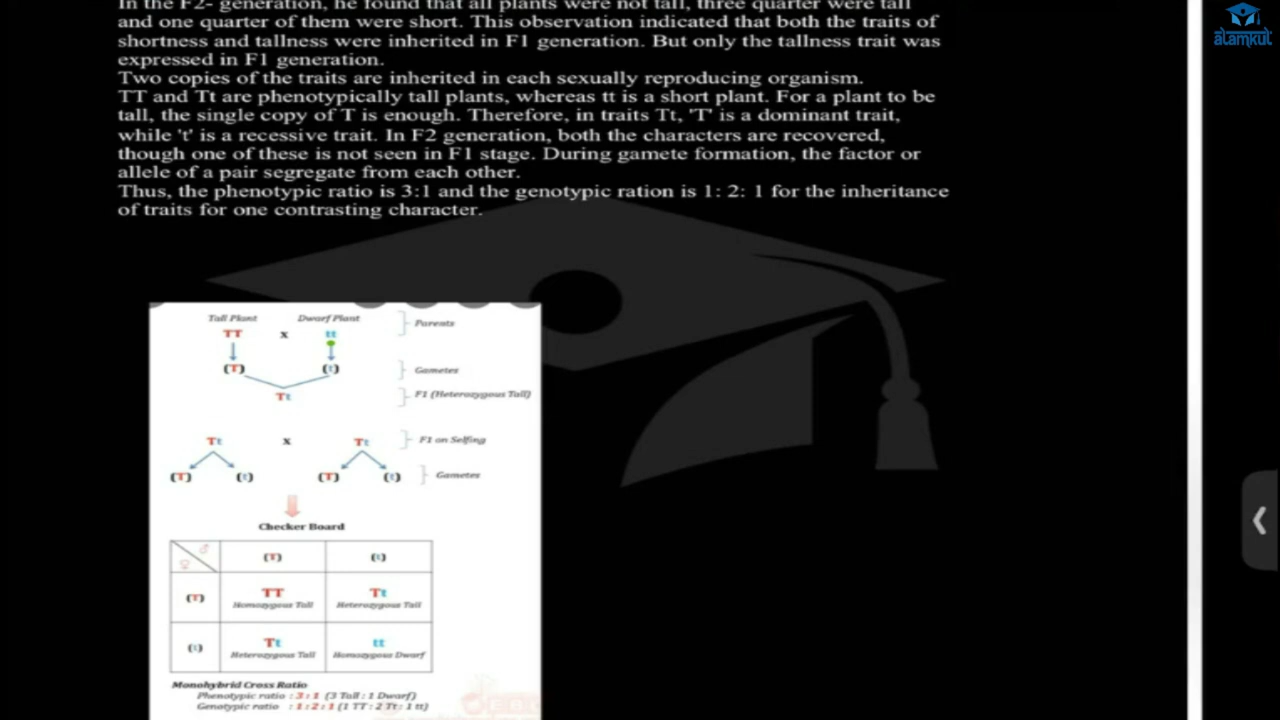 In the F2- generation, he found that all plants were not tall, three quarter were tall
and one quarter of them were short. This observation indicated that both the traits of
shortness and tallness were inherited in F1 generation. But only the tallness trait was
expressed in F1 generation.
Two copies of the traits are inherited in each sexually reproducing organism.
TT and Tt are phenotypically tall plants, whereas tt is a short plant. For a plant to be
tall, the single copy of T is enough. Therefore, in traits Tt, 'T' is a dominant trait,
while 't' is a recessive trait. In F2 generation, both the characters are recovered,
though one of these is not seen in F1 stage. During gamete formation, the factor or
allele of a pair segregate from each other.
Thus, the phenotypic ratio is 3:1 and the genotypic ration is 1: 2: 1 for the inheritance
of traits for one contrasting character.
alamkul
Tall Plant Dwarf Plant Parents
TT x tt
(T) (t) Gametes
Tt F1 (Heterozygous Tall)
Tt x Tt F1 on Selfing
(T) (t) (T) (t) Gametes
Checker Board
♂ (T) (t)
♀
(T) TT Tt
Homozygous Tall Heterozygous Tall
(t) Tt tt
Heterozygous Tall Homozygous Dwarf
Monohybrid Cross Ratio
Phenotypic ratio : 3 : 1 (3 Tall : 1 Dwarf)
Genotypic ratio : 1 : 2 : 1 (1 TT : 2 Tt : 1 tt)